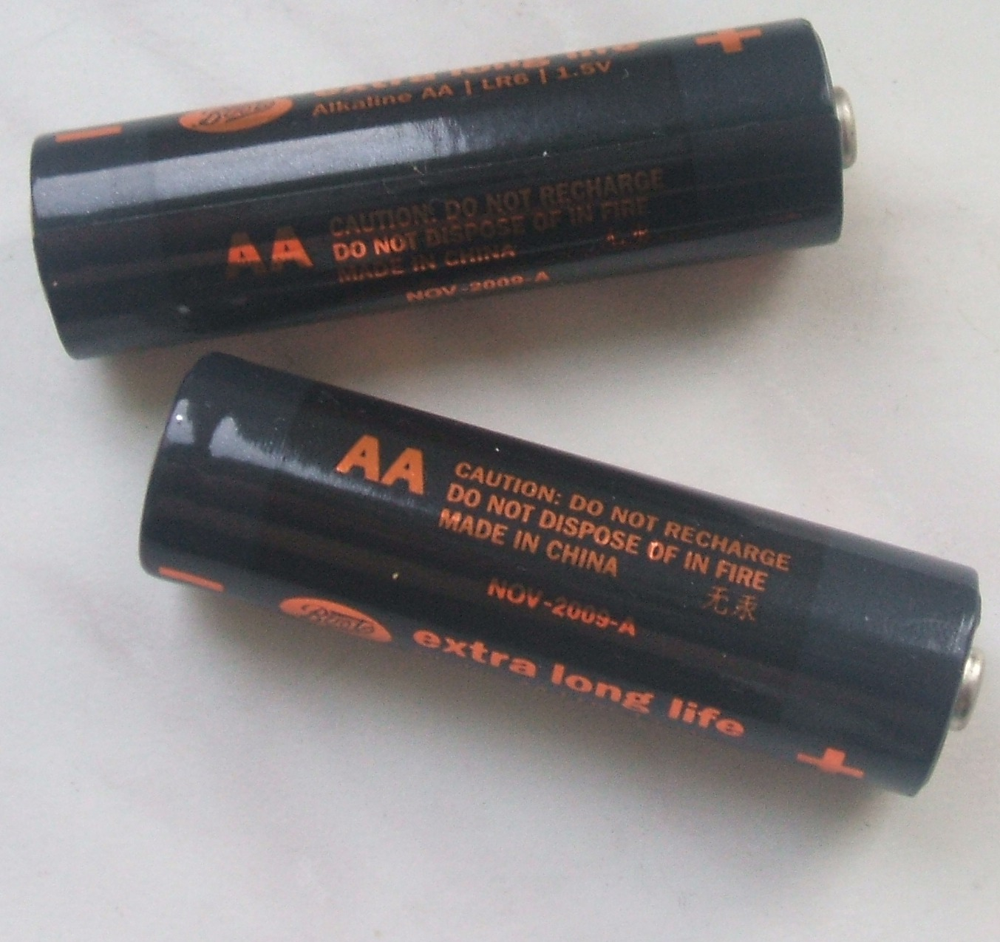 +
extra long life
Boots
Alkaline AA | LR6 | 1.5V
-
AA
CAUTION: DO NOT RECHARGE
DO NOT DISPOSE OF IN FIRE
MADE IN CHINA
无汞
NOV-2009-A
AA
CAUTION: DO NOT RECHARGE
DO NOT DISPOSE OF IN FIRE
MADE IN CHINA
无汞
NOV-2009-A
-
Boots
extra long life
+